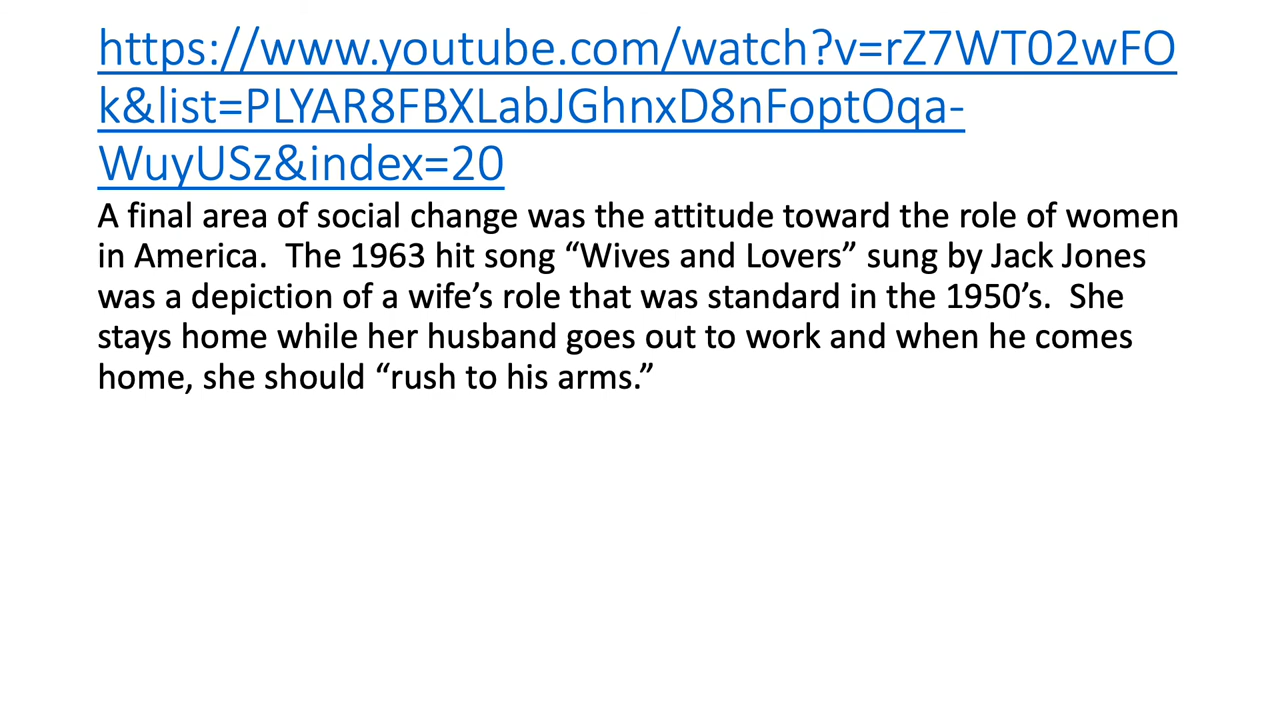 https://www.youtube.com/watch?v=rZ7WT02wFO
k&list=PLYAR8FBXLabJGhnxD8nFoptOqa-
WuyUSz&index=20
A final area of social change was the attitude toward the role of women
in America.  The 1963 hit song “Wives and Lovers” sung by Jack Jones
was a depiction of a wife’s role that was standard in the 1950’s.  She
stays home while her husband goes out to work and when he comes
home, she should “rush to his arms.”